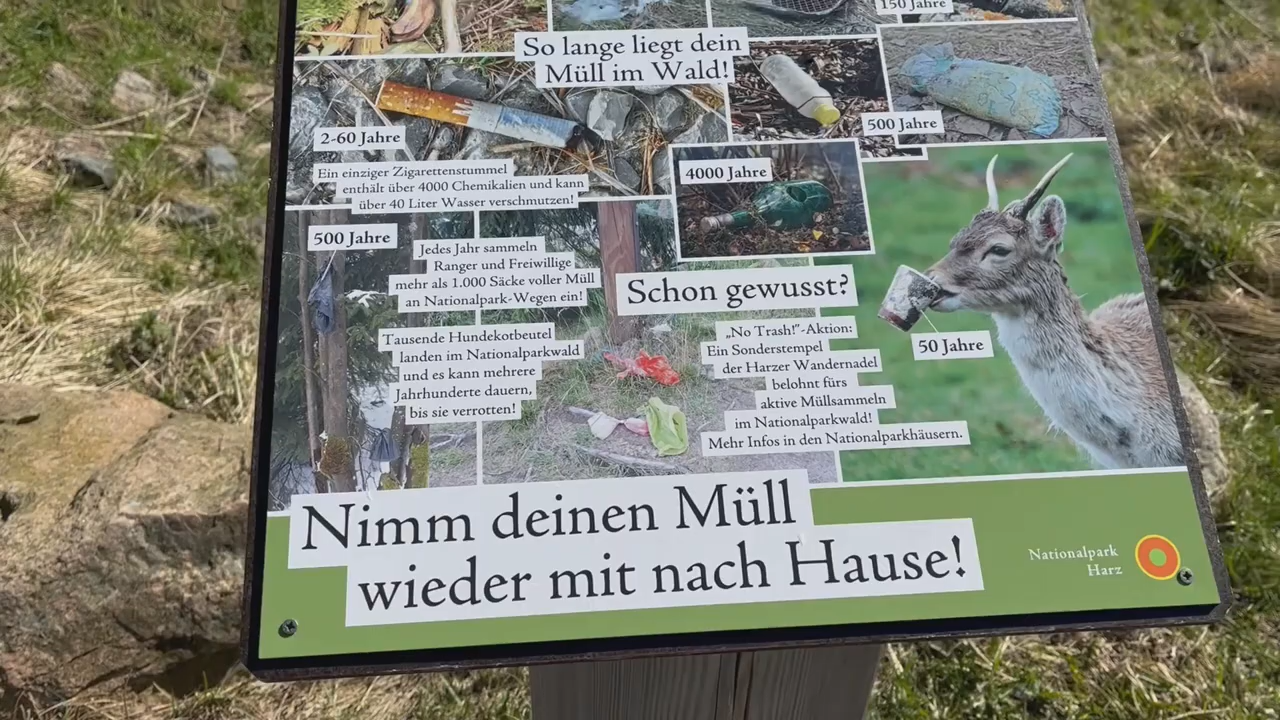 150 Jahre
So lange liegt dein
Müll im Wald!
2-60 Jahre
500 Jahre
Ein einziger Zigarettenstummel
enthält über 4000 Chemikalien und kann
über 40 Liter Wasser verschmutzen!
4000 Jahre
500 Jahre
Jedes Jahr sammeln
Ranger und Freiwillige
mehr als 1.000 Säcke voller Müll
an Nationalpark-Wegen ein!
Tausende Hundekotbeutel
landen im Nationalparkwald
und es kann mehrere
Jahrhunderte dauern,
bis sie verrotten!
Schon gewusst?
„No Trash!"-Aktion:
Ein Sonderstempel
der Harzer Wandernadel
belohnt fürs
aktive Müllsammeln
im Nationalparkwald!
Mehr Infos in den Nationalparkhäusern.
50 Jahre
Nimm deinen Müll
wieder mit nach Hause!
Nationalpark
Harz